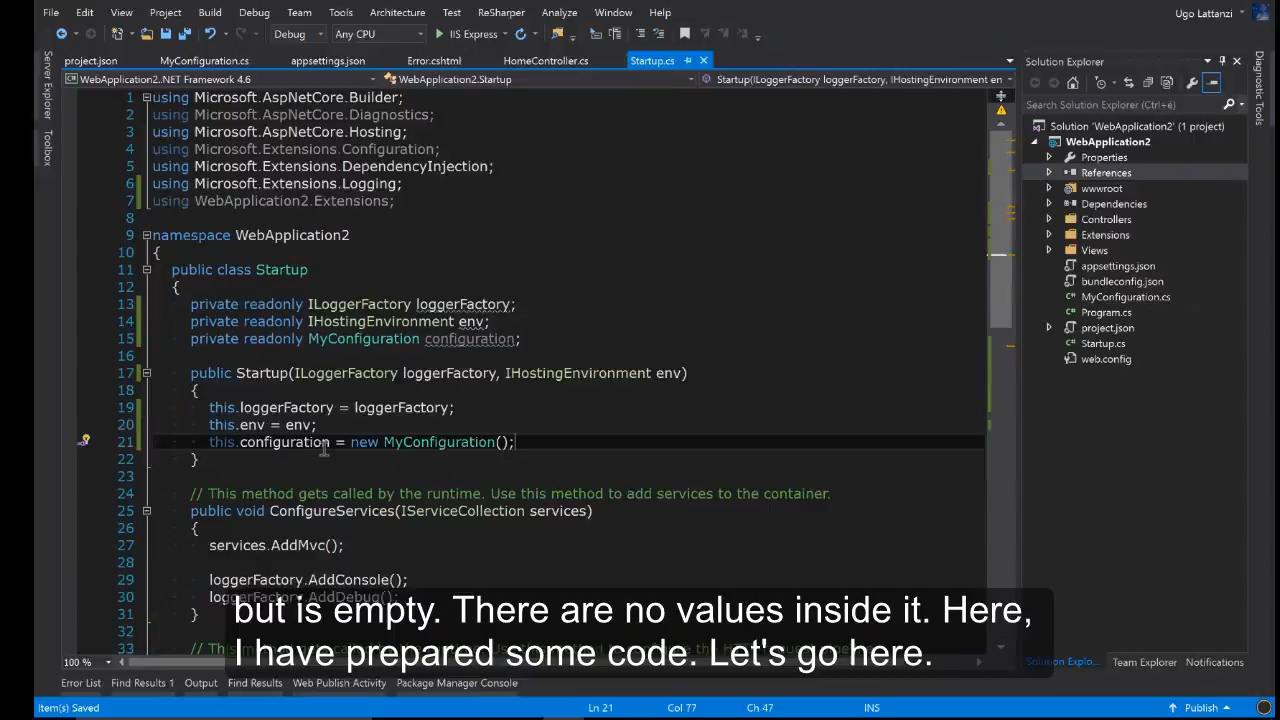 File Edit View Project Build Debug Team Tools Architecture Test ReSharper Analyze Window Help Ugo Lattanzi
Debug Any CPU IIS Express
project.json MyConfiguration.cs appsettings.json Error.cshtml HomeController.cs Startup.cs
WebApplication2..NET Framework 4.6 WebApplication2.Startup Startup(ILoggerFactory loggerFactory, IHostingEnvironment en
Server Explorer
Toolbox
1 using Microsoft.AspNetCore.Builder;
2 using Microsoft.AspNetCore.Diagnostics;
3 using Microsoft.AspNetCore.Hosting;
4 using Microsoft.Extensions.Configuration;
5 using Microsoft.Extensions.DependencyInjection;
6 using Microsoft.Extensions.Logging;
7 using WebApplication2.Extensions;
8
9 namespace WebApplication2
10 {
11 public class Startup
12 {
13 private readonly ILoggerFactory loggerFactory;
14 private readonly IHostingEnvironment env;
15 private readonly MyConfiguration configuration;
16
17 public Startup(ILoggerFactory loggerFactory, IHostingEnvironment env)
18 {
19 this.loggerFactory = loggerFactory;
20 this.env = env;
21 this.configuration = new MyConfiguration();
22 }
23
24 // This method gets called by the runtime. Use this method to add services to the container.
25 public void ConfigureServices(IServiceCollection services)
26 {
27 services.AddMvc();
28
29 loggerFactory.AddConsole();
30 loggerFactory.AddDebug();
31 }
32
33
but is empty. There are no values inside it. Here,
I have prepared some code. Let's go here.
100 %
Solution Explorer
Search Solution Explorer (Ctrl+è)
Solution 'WebApplication2' (1 project)
WebApplication2
Properties
References
wwwroot
Dependencies
Controllers
Extensions
Views
appsettings.json
bundleconfig.json
MyConfiguration.cs
Program.cs
project.json
Startup.cs
web.config
Diagnostic Tools
Solution Explo... Team Explorer Notifications
Error List Find Results 1 Output Find Results Web Publish Activity Package Manager Console
Item(s) Saved Ln 21 Col 77 Ch 47 INS Publish